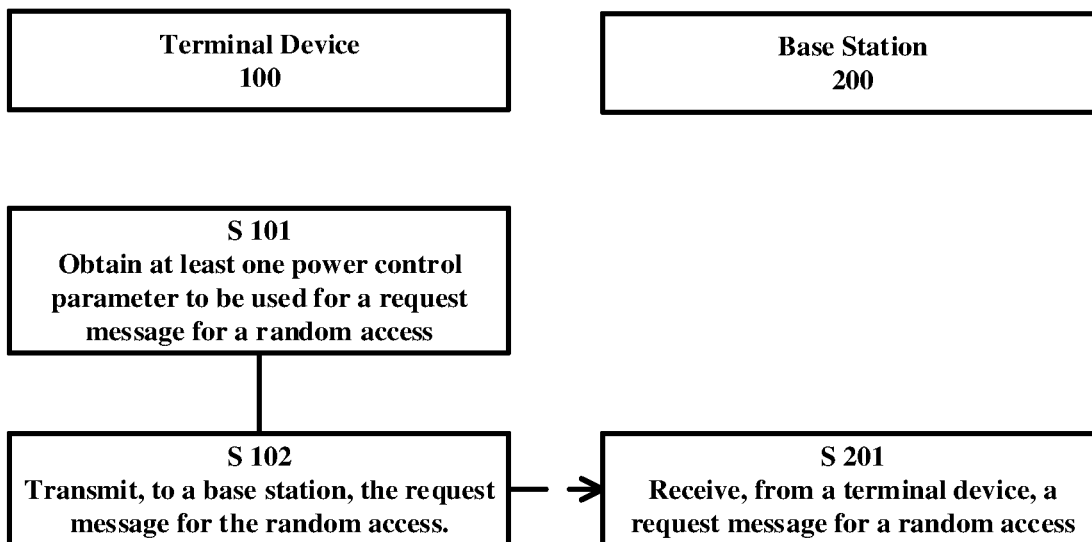 Terminal Device
100
Base Station
200
S 101
Obtain at least one power control
parameter to be used for a request
message for a random access
S 102
Transmit, to a base station, the request
message for the random access.
S 201
Receive, from a terminal device, a
request message for a random access